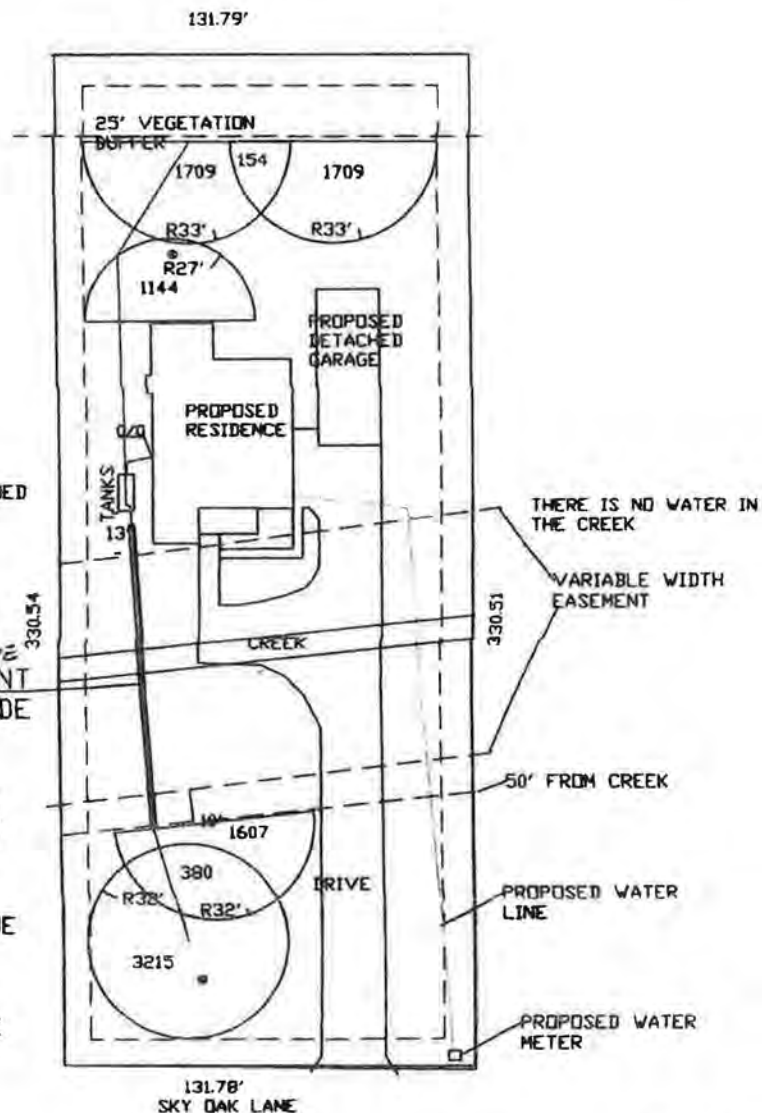 131.79'
25' VEGETATION
BUFFER
1709
154
1709
R33'
R33'
R27'
1144
PROPOSED
DETACHED
GARAGE
PROPOSED
RESIDENCE
C/O
TANKS
13'
THERE IS NO WATER IN
THE CREEK
VARIABLE WIDTH
EASEMENT
330.54
330.51
CREEK
50' FROM CREEK
10'
1607
380
DRIVE
R32'
R32'
3215
PROPOSED WATER
LINE
PROPOSED WATER
METER
131.78'
SKY OAK LANE